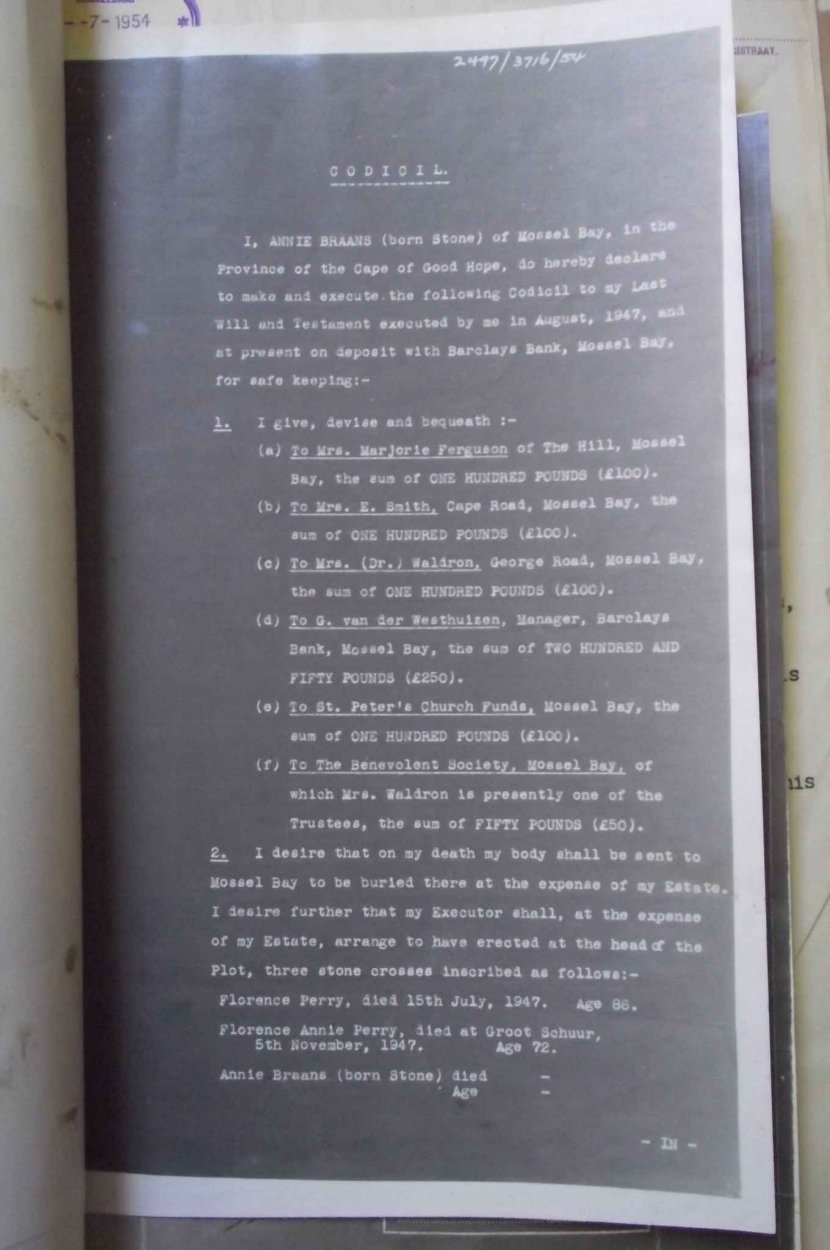 -7-1954
ISTRAAT.
2497/3716/54
CODICIL.
I, ANNIE BRAANS (born Stone) of Mossel Bay, in the
Province of the Cape of Good Hope, do hereby declare
to make and execute the following Codicil to my Last
Will and Testament executed by me in August, 1947, and
at present on deposit with Barclays Bank, Mossel Bay,
for safe keeping:-
1. I give, devise and bequeath :-
(a) To Mrs. Marjorie Ferguson of The Hill, Mossel
Bay, the sum of ONE HUNDRED POUNDS (£100).
(b) To Mrs. E. Smith, Cape Road, Mossel Bay, the
sum of ONE HUNDRED POUNDS (£100).
(c) To Mrs. (Dr.) Waldron, George Road, Mossel Bay,
the sum of ONE HUNDRED POUNDS (£100).
(d) To G. van der Westhuizen, Manager, Barclays
Bank, Mossel Bay, the sum of TWO HUNDRED AND
FIFTY POUNDS (£250).
(e) To St. Peter's Church Funds, Mossel Bay, the
sum of ONE HUNDRED POUNDS (£100).
(f) To The Benevolent Society, Mossel Bay, of
which Mrs. Waldron is presently one of the
Trustees, the sum of FIFTY POUNDS (£50).
2. I desire that on my death my body shall be sent to
Mossel Bay to be buried there at the expense of my Estate.
I desire further that my Executor shall, at the expense
of my Estate, arrange to have erected at the head of the
Plot, three stone crosses inscribed as follows:-
Florence Perry, died 15th July, 1947. Age 86.
Florence Annie Perry, died at Groot Schuur,
5th November, 1947. Age 72.
Annie Braans (born Stone) died -
Age -
- IN -